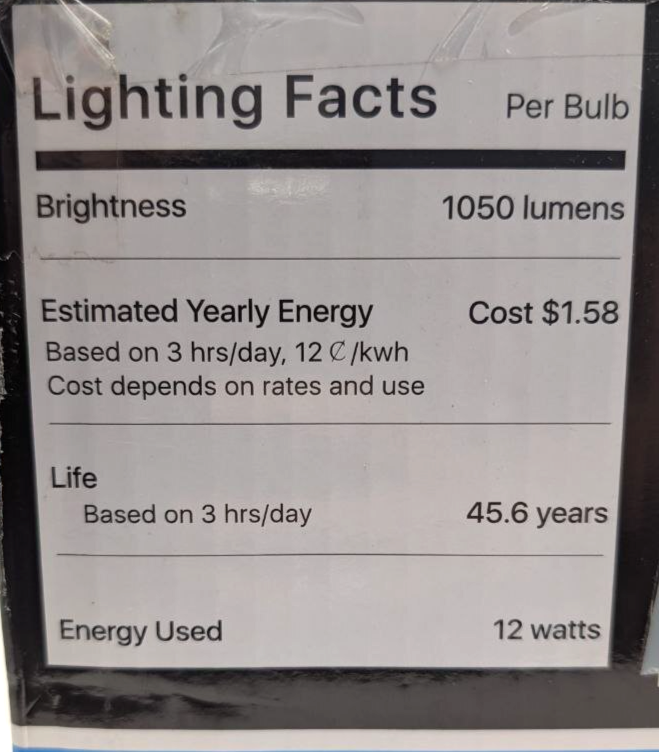 Lighting Facts Per Bulb
Brightness 1050 lumens
Estimated Yearly Energy Cost $1.58
Based on 3 hrs/day, 12 ₡/kwh
Cost depends on rates and use
Life
Based on 3 hrs/day 45.6 years
Energy Used 12 watts